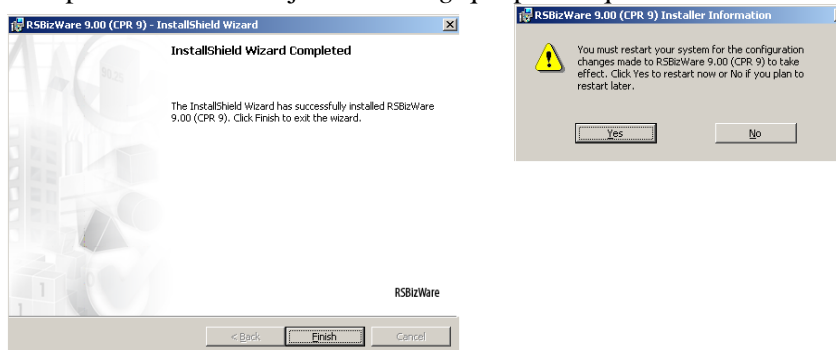 RSBizWare 9.00 (CPR 9) - InstallShield Wizard
InstallShield Wizard Completed
The InstallShield Wizard has successfully installed RSBizWare
9.00 (CPR 9). Click Finish to exit the wizard.
RSBizWare
< Back
Finish
Cancel
RSBizWare 9.00 (CPR 9) Installer Information
You must restart your system for the configuration
changes made to RSBizWare 9.00 (CPR 9) to take
effect. Click Yes to restart now or No if you plan to
restart later.
Yes
No